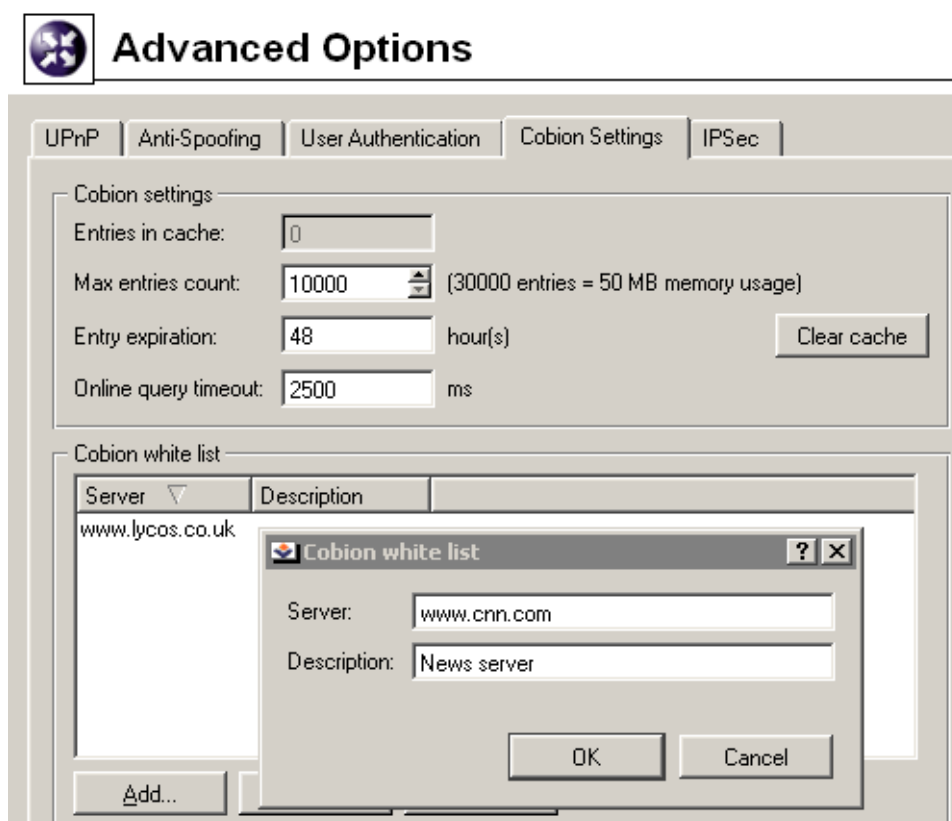 Advanced Options
UPnP Anti-Spoofing User Authentication Cobion Settings IPSec
Cobion settings
Entries in cache: 0
Max entries count: 10000 (30000 entries = 50 MB memory usage)
Entry expiration: 48 hour(s) Clear cache
Online query timeout: 2500 ms
Cobion white list
Server Description
www.lycos.co.uk
Cobion white list ?
Server: www.cnn.com
Description: News server
OK Cancel
Add...